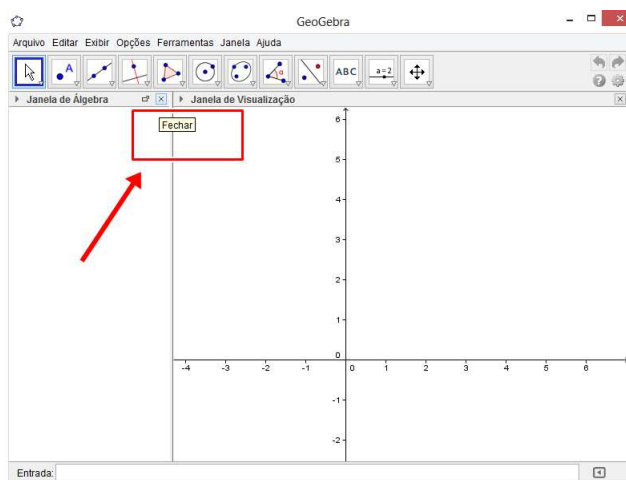 GeoGebra
Arquivo Editar Exibir Opções Ferramentas Janela Ajuda
A
α
ABC
a=2
Janela de Álgebra
Janela de Visualização
Fechar
6
5
4
3
2
1
0
-4 -3 -2 -1 0 1 2 3 4 5 6
-1
-2
Entrada: